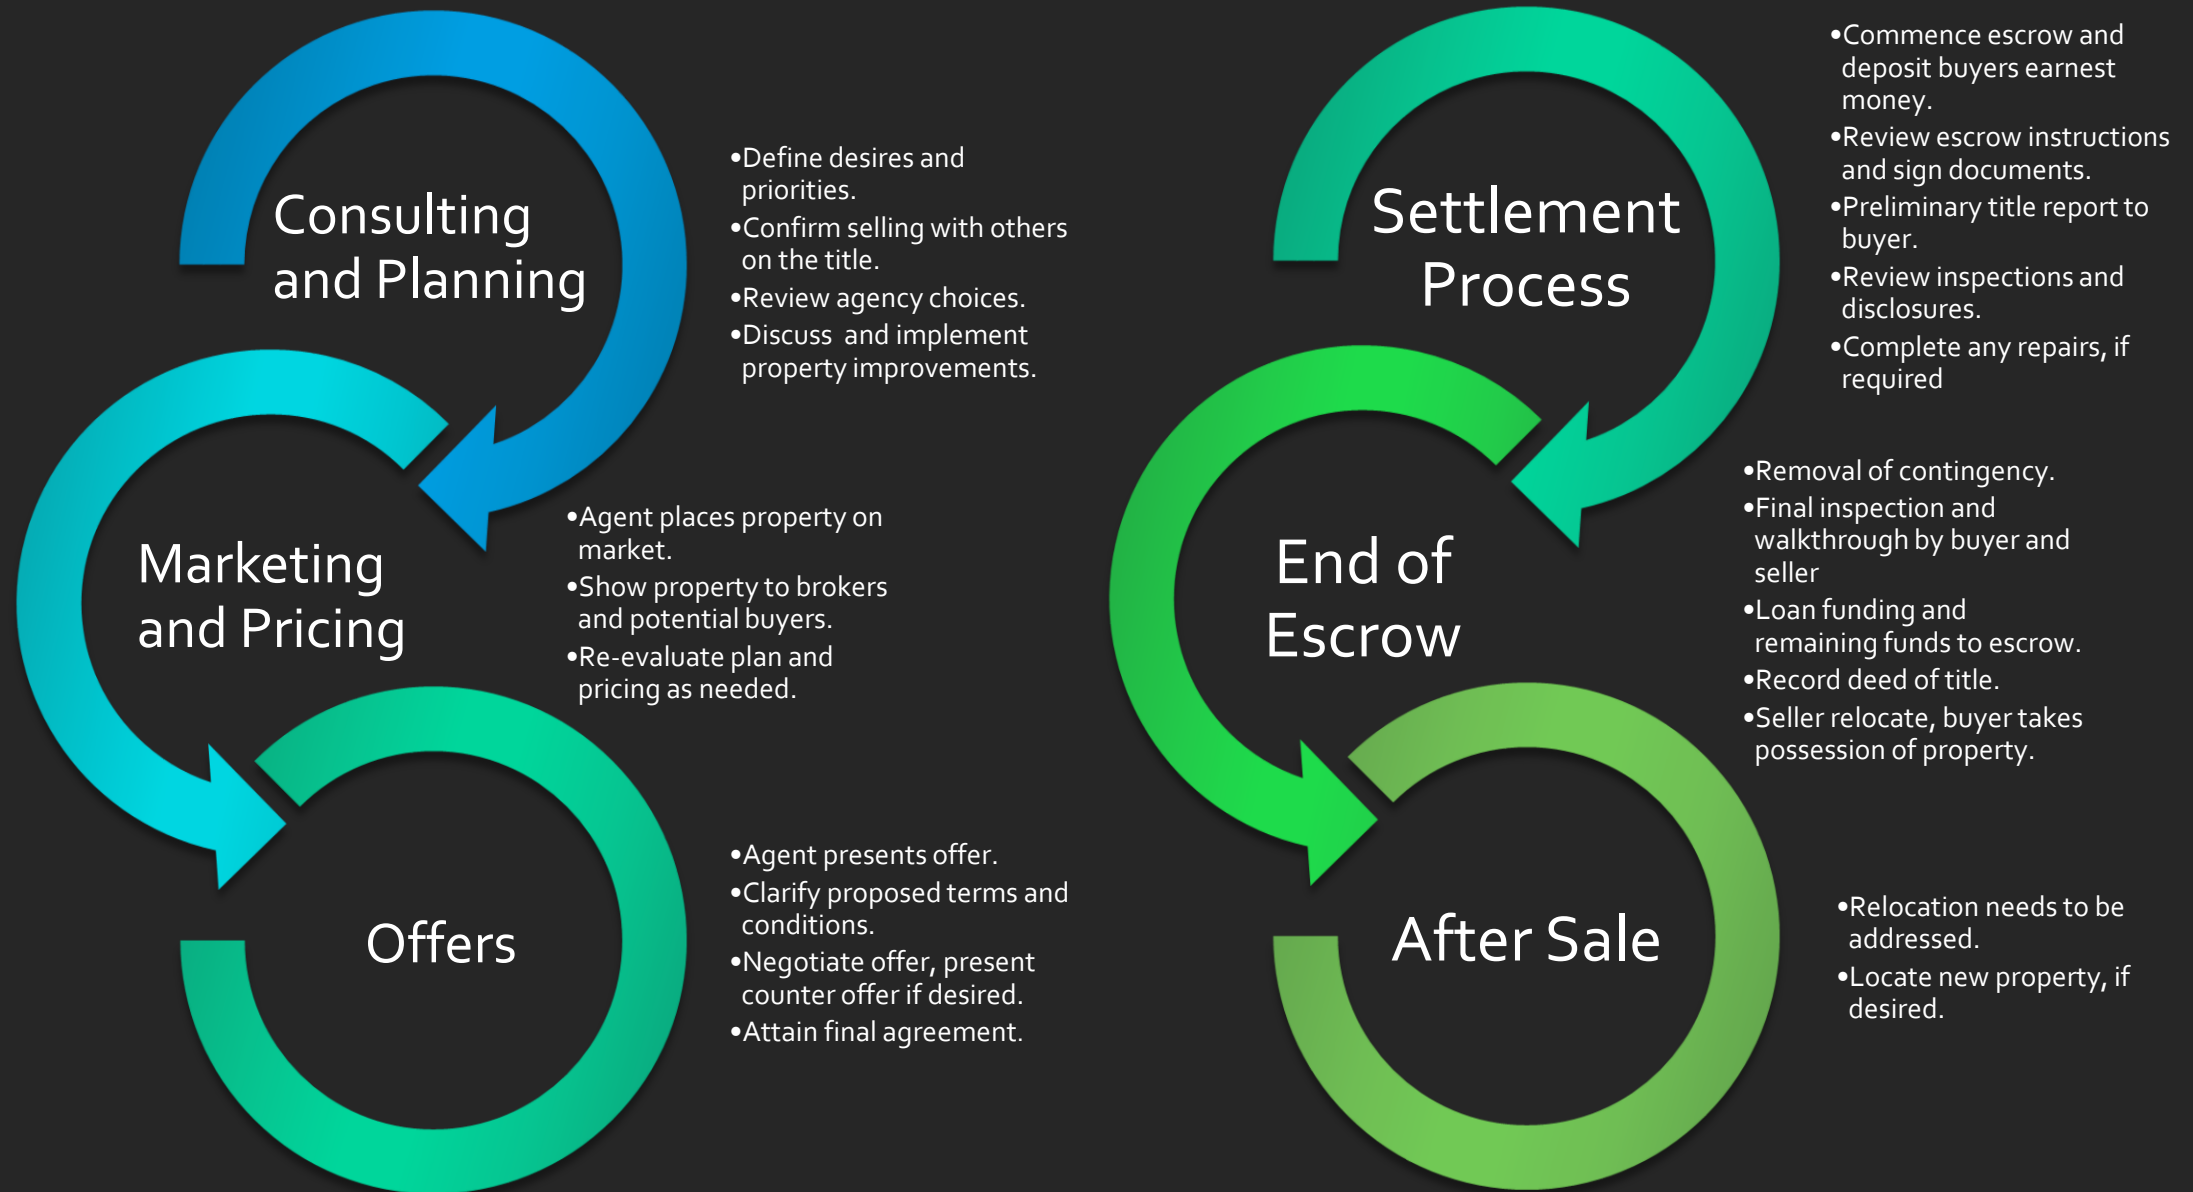 Consulting
and Planning
•Define desires and
priorities.
•Confirm selling with others
on the title.
•Review agency choices.
•Discuss  and implement
property improvements.
Marketing
and Pricing
•Agent places property on
market.
•Show property to brokers
and potential buyers.
•Re-evaluate plan and
pricing as needed.
Offers
•Agent presents offer.
•Clarify proposed terms and
conditions.
•Negotiate offer, present
counter offer if desired.
•Attain final agreement.
Settlement
Process
•Commence escrow and
deposit buyers earnest
money.
•Review escrow instructions
and sign documents.
•Preliminary title report to
buyer.
•Review inspections and
disclosures.
•Complete any repairs, if
required
End of
Escrow
•Removal of contingency.
•Final inspection and
walkthrough by buyer and
seller
•Loan funding and
remaining funds to escrow.
•Record deed of title.
•Seller relocate, buyer takes
possession of property.
After Sale
•Relocation needs to be
addressed.
•Locate new property, if
desired.